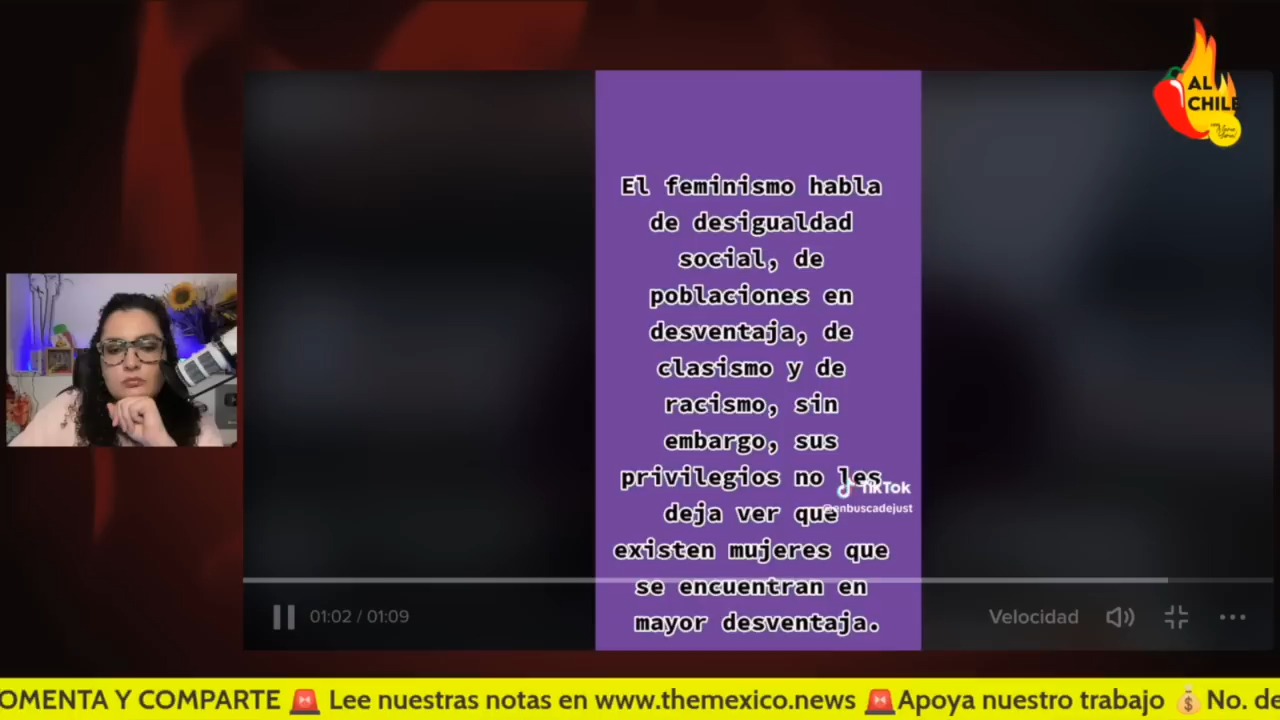 AL
CHILE
El feminismo habla
de desigualdad
social, de
poblaciones en
desventaja, de
clasismo y de
racismo, sin
embargo, sus
privilegios no les
deja ver que
existen mujeres que
se encuentran en
mayor desventaja.
TikTok
@enbuscadejust
01:02 / 01:09
Velocidad
OMENTA Y COMPARTE 🚨 Lee nuestras notas en www.themexico.news 🚨Apoya nuestro trabajo 💰No. de